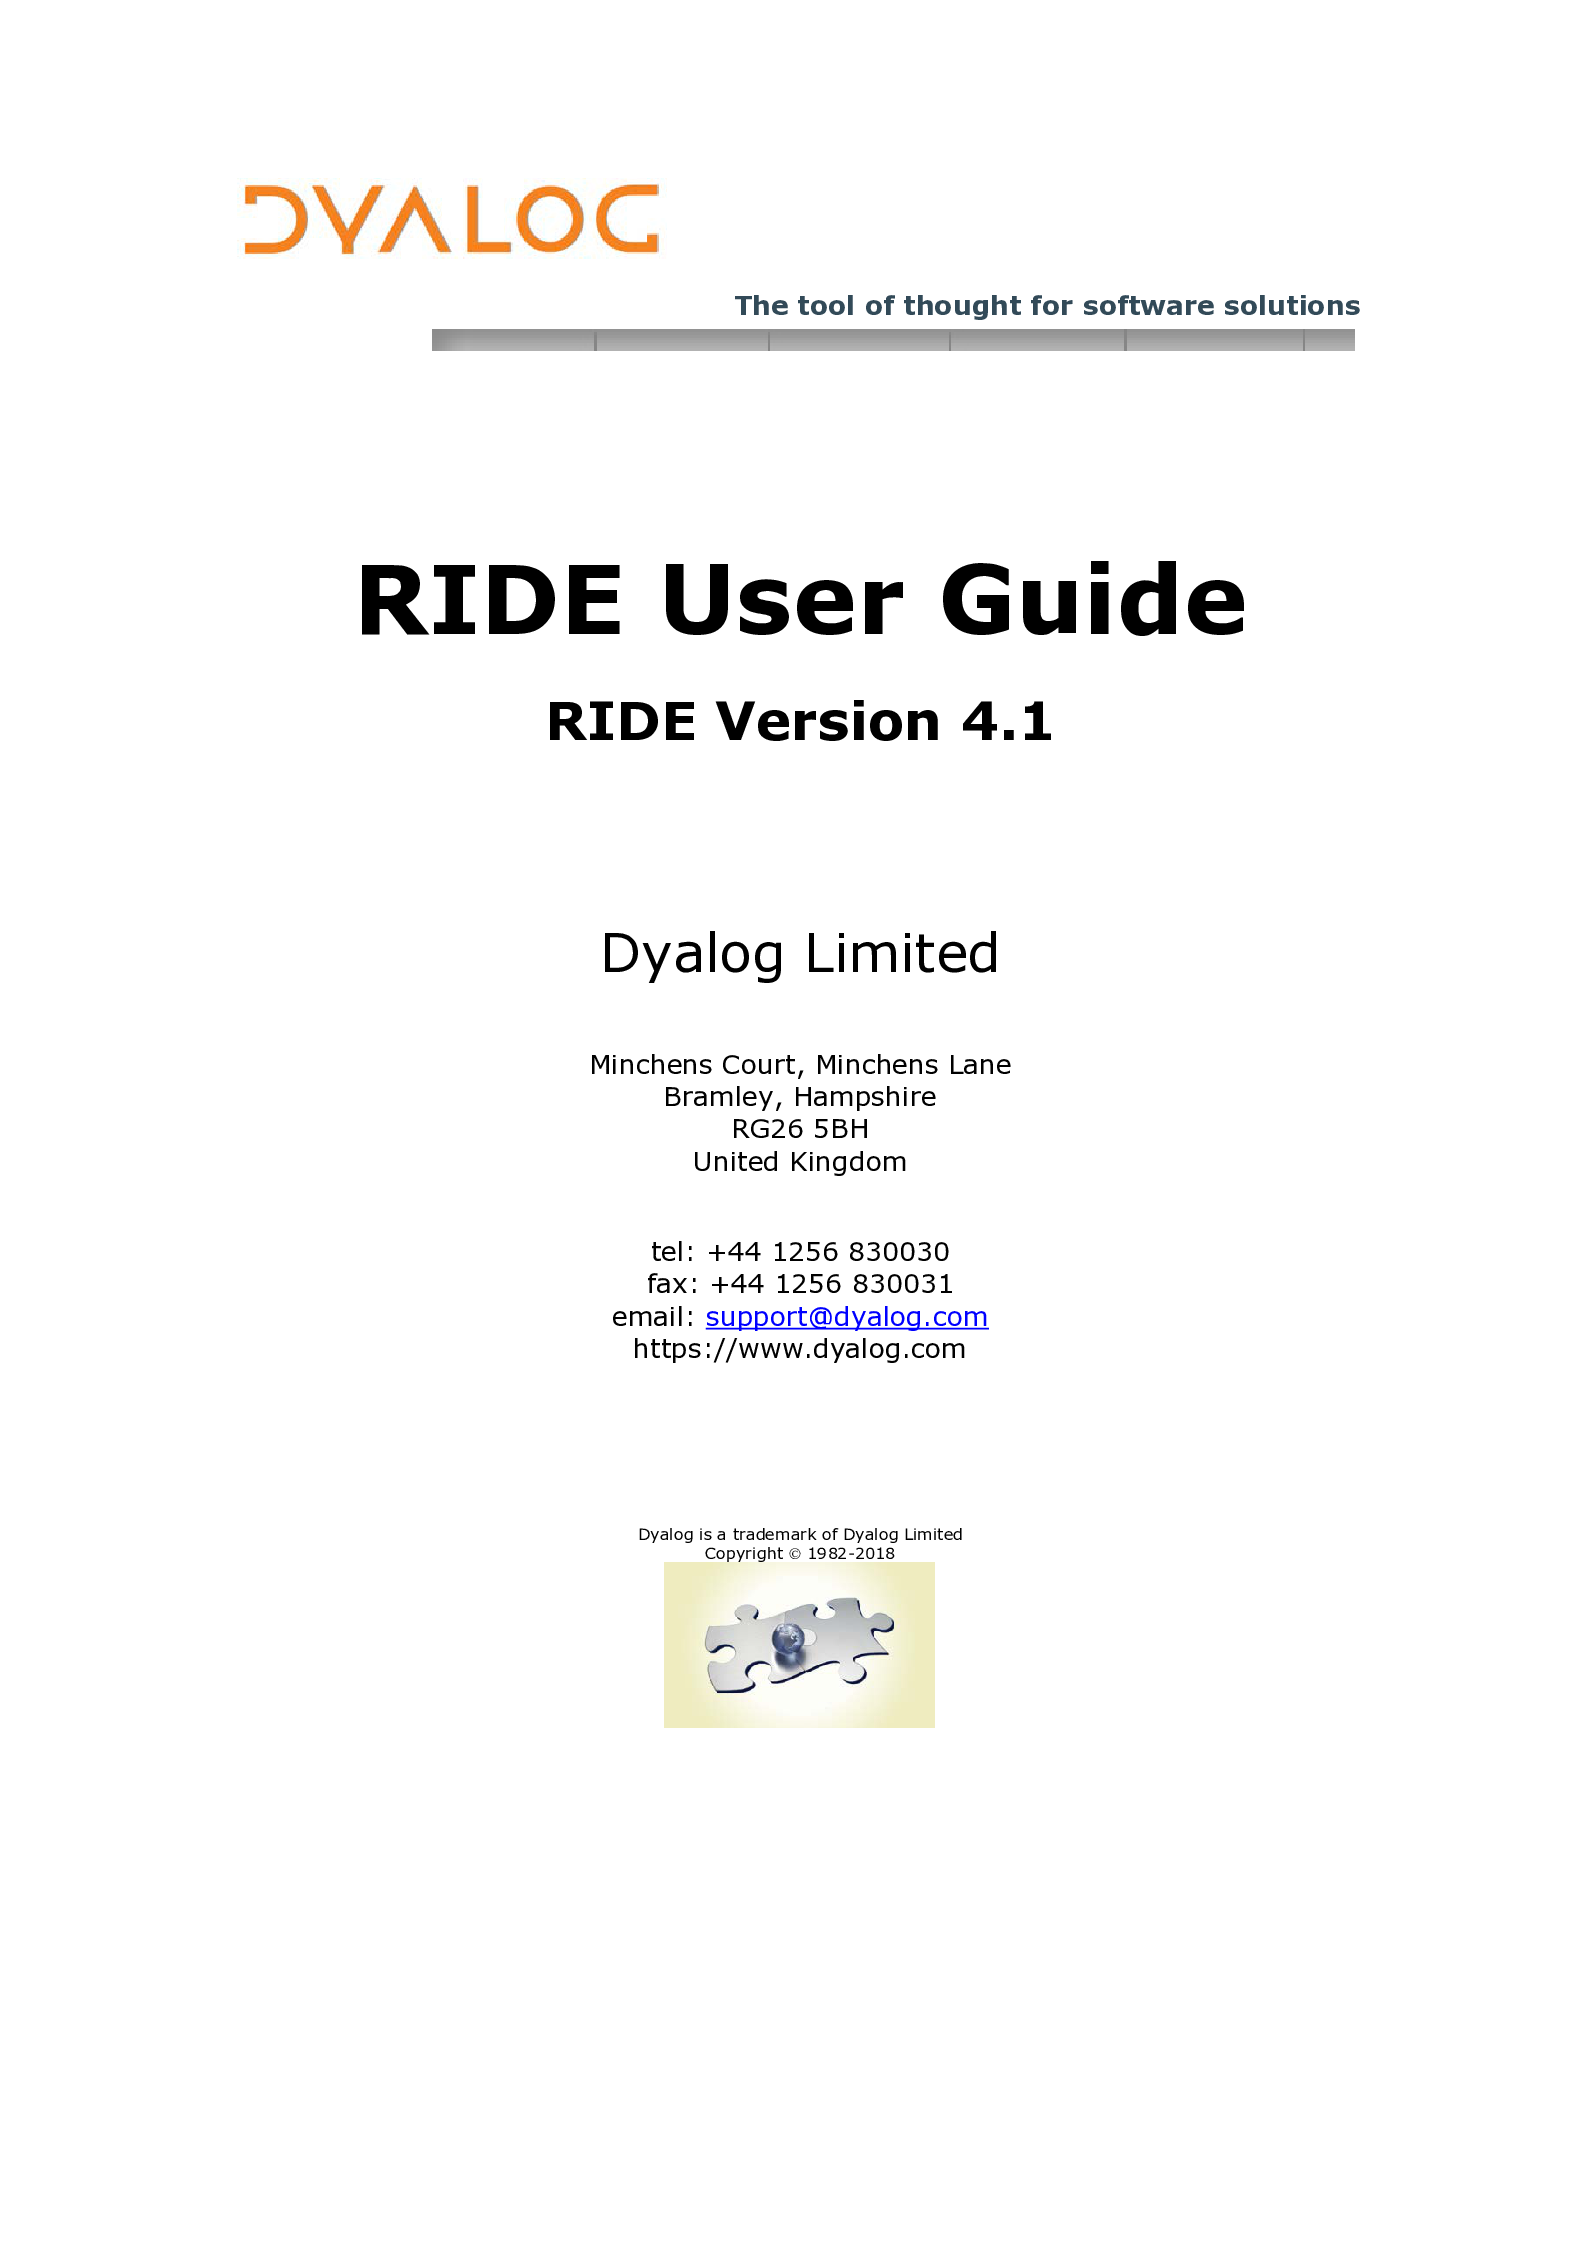 DYALOG
The tool of thought for software solutions
RIDE User Guide
RIDE Version 4.1
Dyalog Limited
Minchens Court, Minchens Lane
Bramley, Hampshire
RG26 5BH
United Kingdom
tel: +44 1256 830030
fax: +44 1256 830031
email: support@dyalog.com
https://www.dyalog.com
Dyalog is a trademark of Dyalog Limited
Copyright © 1982-2018